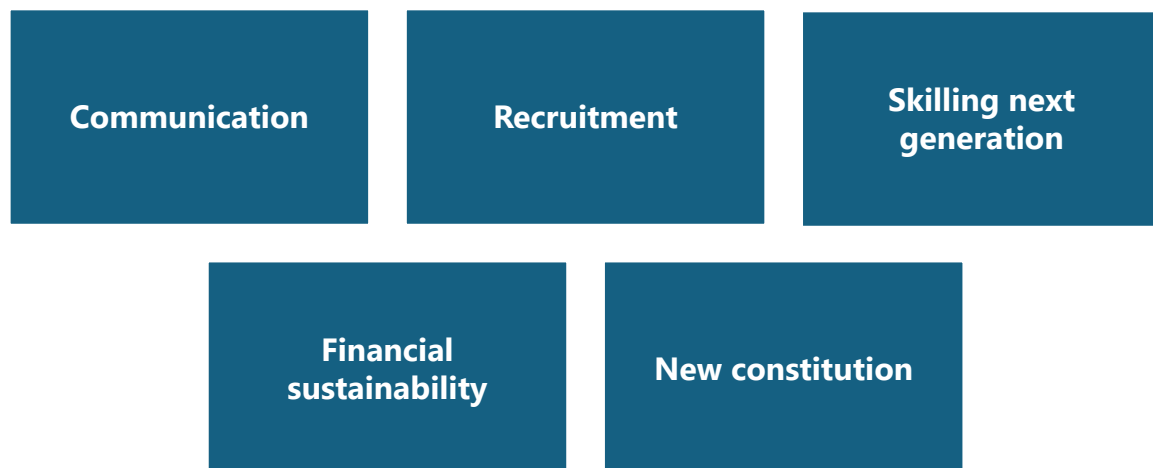 Communication
Recruitment
Skilling next
generation
Financial
sustainability
New constitution